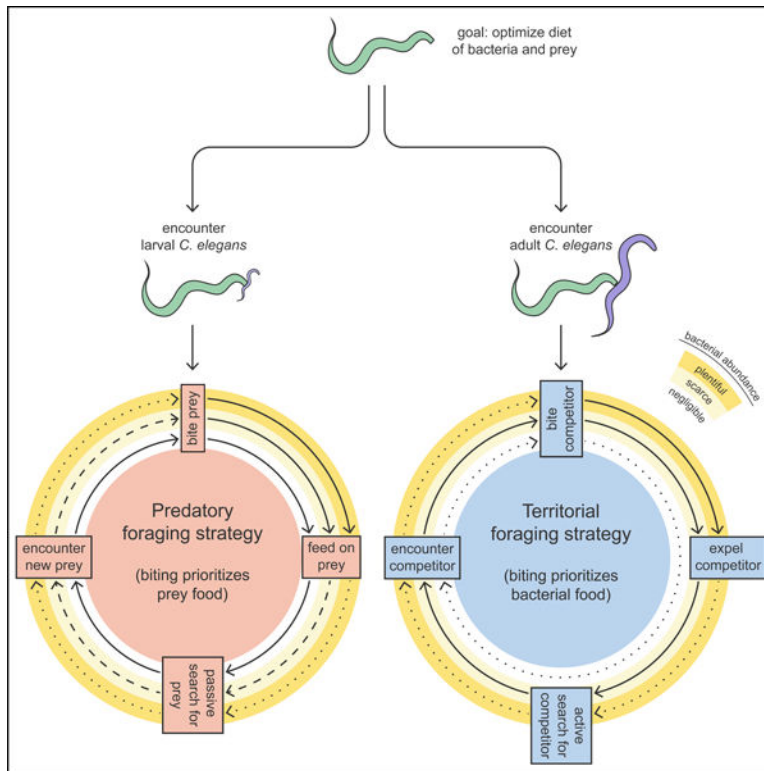 goal: optimize diet
of bacteria and prey
encounter
larval C. elegans
encounter
adult C. elegans
bacterial abundance
plentiful
scarce
negligible
bite prey
Predatory
foraging strategy
(biting prioritizes
prey food)
encounter
new prey
feed on
prey
passive
search for
prey
bite
competitor
Territorial
foraging strategy
(biting prioritizes
bacterial food)
encounter
competitor
expel
competitor
active
search for
competitor